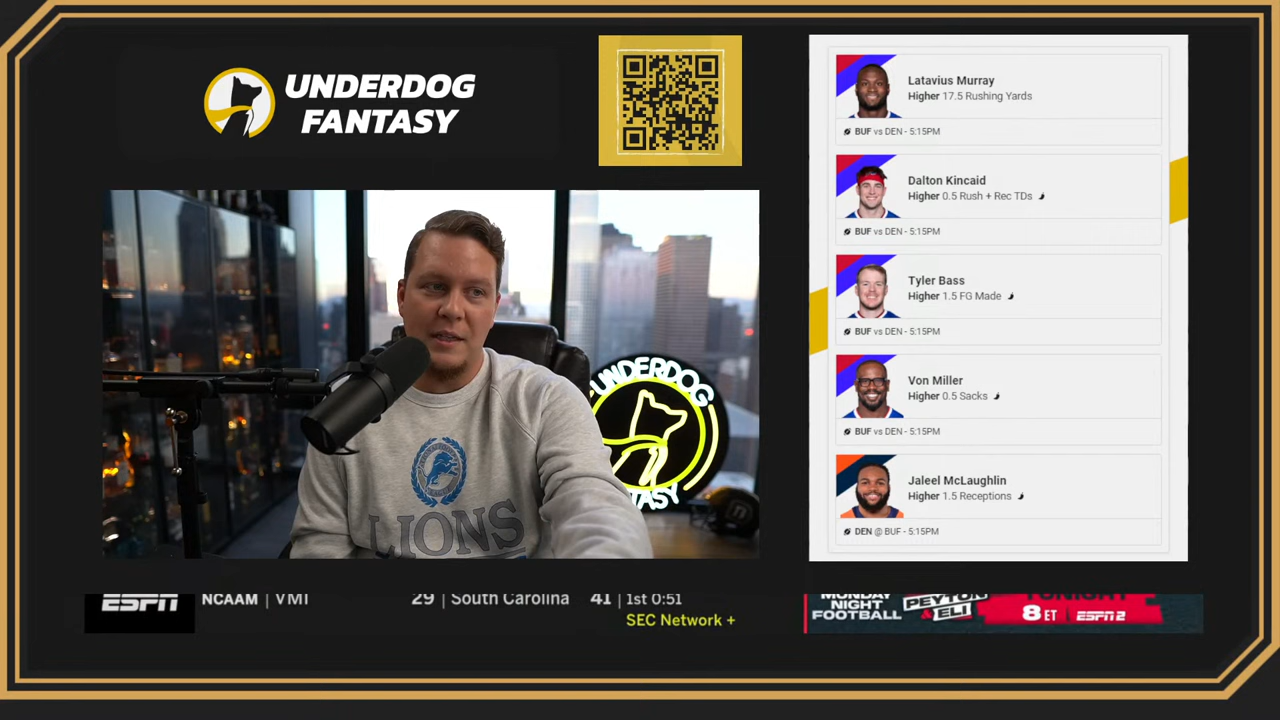 UNDERDOG
FANTASY
Latavius Murray
Higher 17.5 Rushing Yards
BUF vs DEN - 5:15PM
Dalton Kincaid
Higher 0.5 Rush + Rec TDs
BUF vs DEN - 5:15PM
Tyler Bass
Higher 1.5 FG Made
BUF vs DEN - 5:15PM
Von Miller
Higher 0.5 Sacks
BUF vs DEN - 5:15PM
Jaleel McLaughlin
Higher 1.5 Receptions
DEN @ BUF - 5:15PM
UNDERDOG
FANTASY
LIONS
ESPN
NCAAM | VMI 29 | South Carolina 41 | 1st 0:51
SEC Network +
MONDAY
NIGHT
FOOTBALL
PEYTON
& ELI
TONIGHT
8 ET | ESPN 2